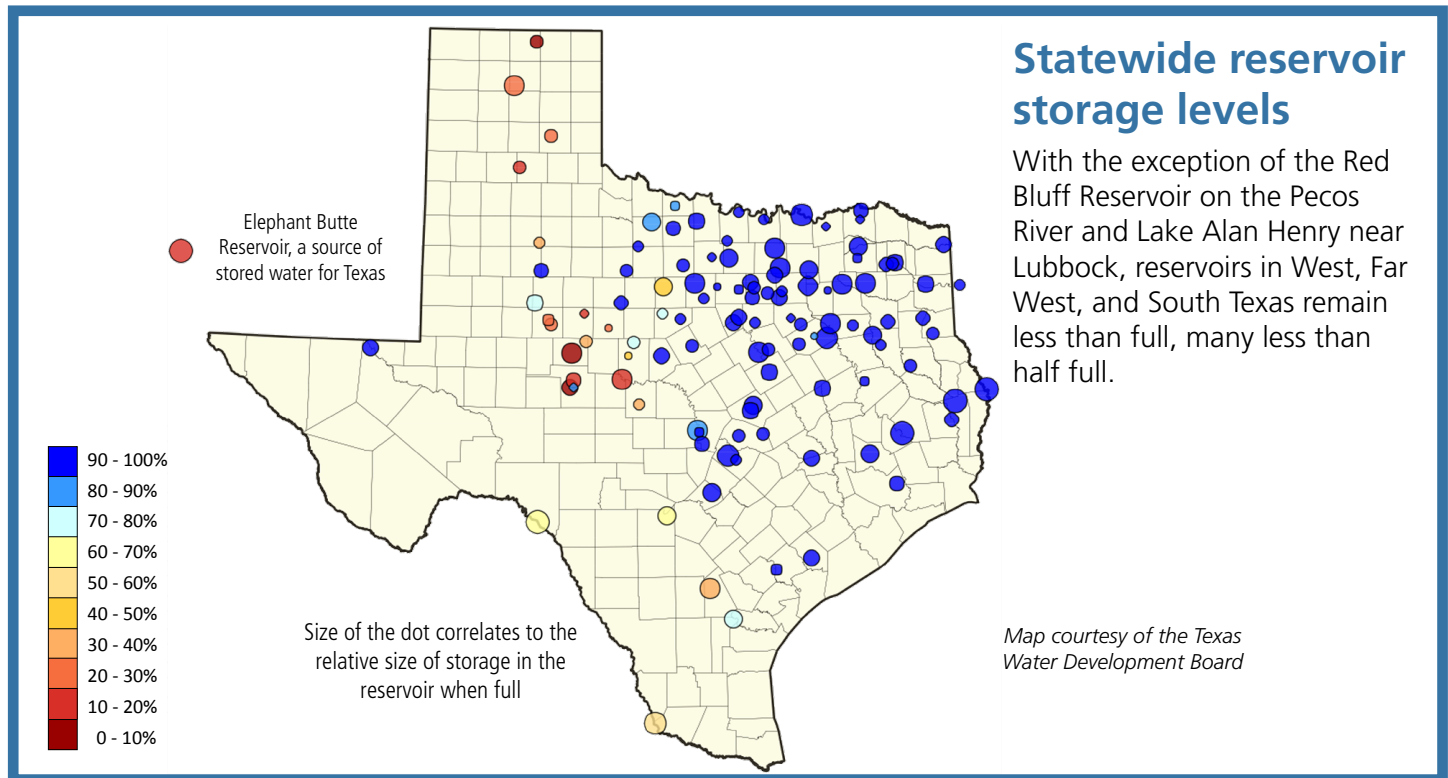 Statewide reservoir
storage levels
With the exception of the Red
Bluff Reservoir on the Pecos
River and Lake Alan Henry near
Lubbock, reservoirs in West, Far
West, and South Texas remain
less than full, many less than
half full.
Elephant Butte
Reservoir, a source of
stored water for Texas
90 - 100%
80 - 90%
70 - 80%
60 - 70%
50 - 60%
40 - 50%
30 - 40%
20 - 30%
10 - 20%
0 - 10%
Size of the dot correlates to the
relative size of storage in the
reservoir when full
Map courtesy of the Texas
Water Development Board